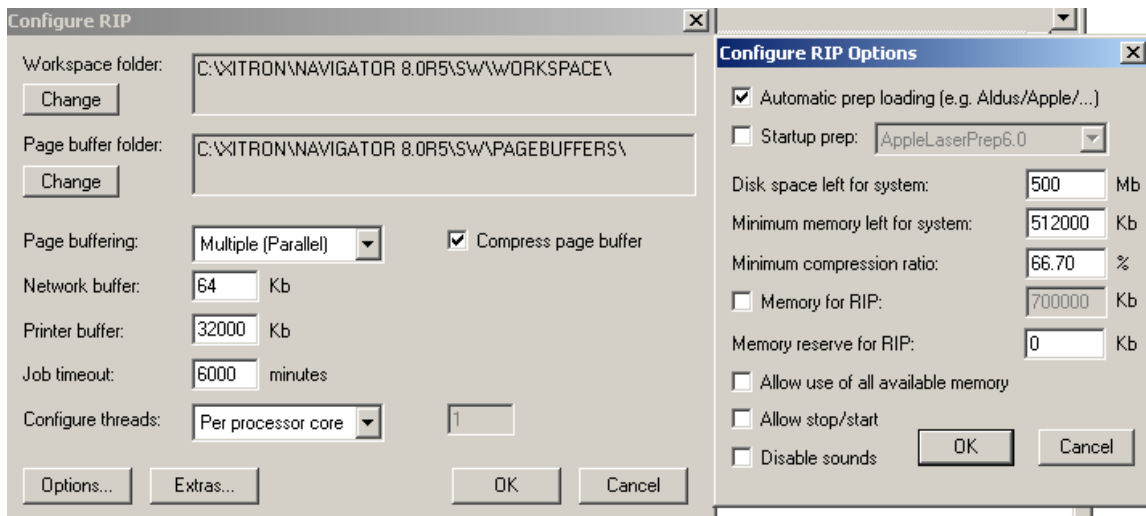 Configure RIP
Workspace folder:
C:\XITRON\NAVIGATOR 8.0R5\SW\WORKSPACE\
Change
Page buffer folder:
C:\XITRON\NAVIGATOR 8.0R5\SW\PAGEBUFFERS\
Change
Page buffering: Multiple (Parallel) Compress page buffer
Network buffer: 64 Kb
Printer buffer: 32000 Kb
Job timeout: 6000 minutes
Configure threads: Per processor core 1
Options... Extras... OK Cancel
Configure RIP Options
Automatic prep loading (e.g. Aldus/Apple/...)
Startup prep: AppleLaserPrep6.0
Disk space left for system: 500 Mb
Minimum memory left for system: 512000 Kb
Minimum compression ratio: 66.70 %
Memory for RIP: 700000 Kb
Memory reserve for RIP: 0 Kb
Allow use of all available memory
Allow stop/start
Disable sounds
OK Cancel